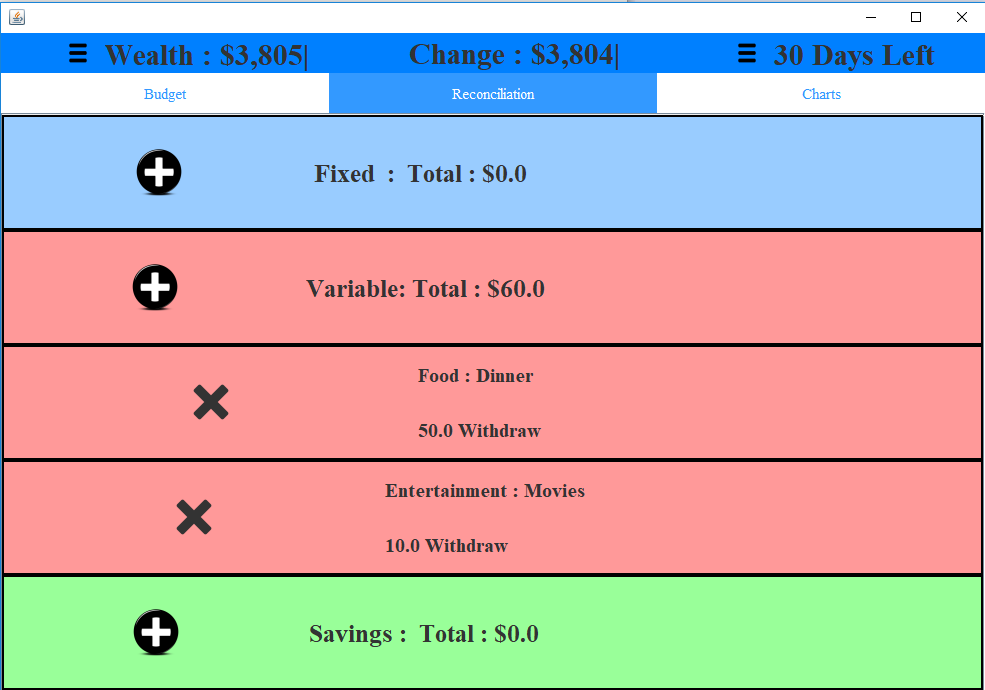 Wealth : $3,805| Change : $3,804| 30 Days Left
Budget Reconciliation Charts
Fixed : Total : $0.0
Variable: Total : $60.0
Food : Dinner
50.0 Withdraw
Entertainment : Movies
10.0 Withdraw
Savings : Total : $0.0